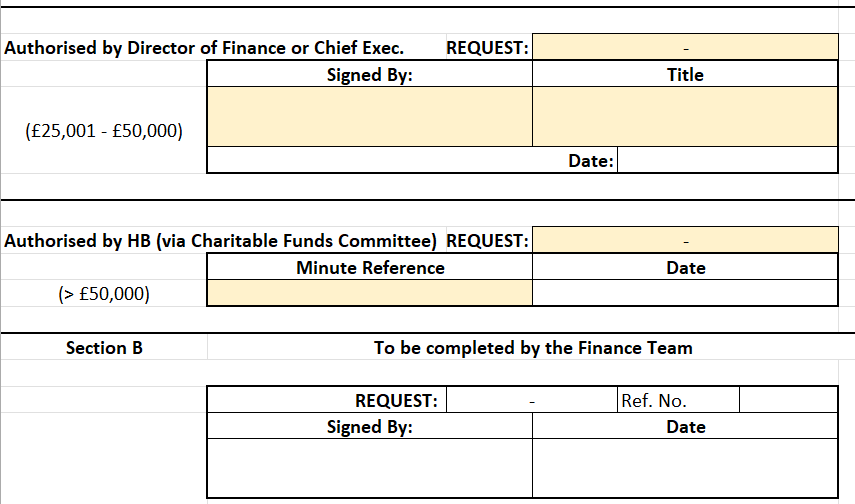 Authorised by Director of Finance or Chief Exec. REQUEST: -
Signed By: Title
(£25,001 - £50,000)
Date:
Authorised by HB (via Charitable Funds Committee) REQUEST: -
Minute Reference Date
(> £50,000)
Section B To be completed by the Finance Team
REQUEST: - Ref. No.
Signed By: Date